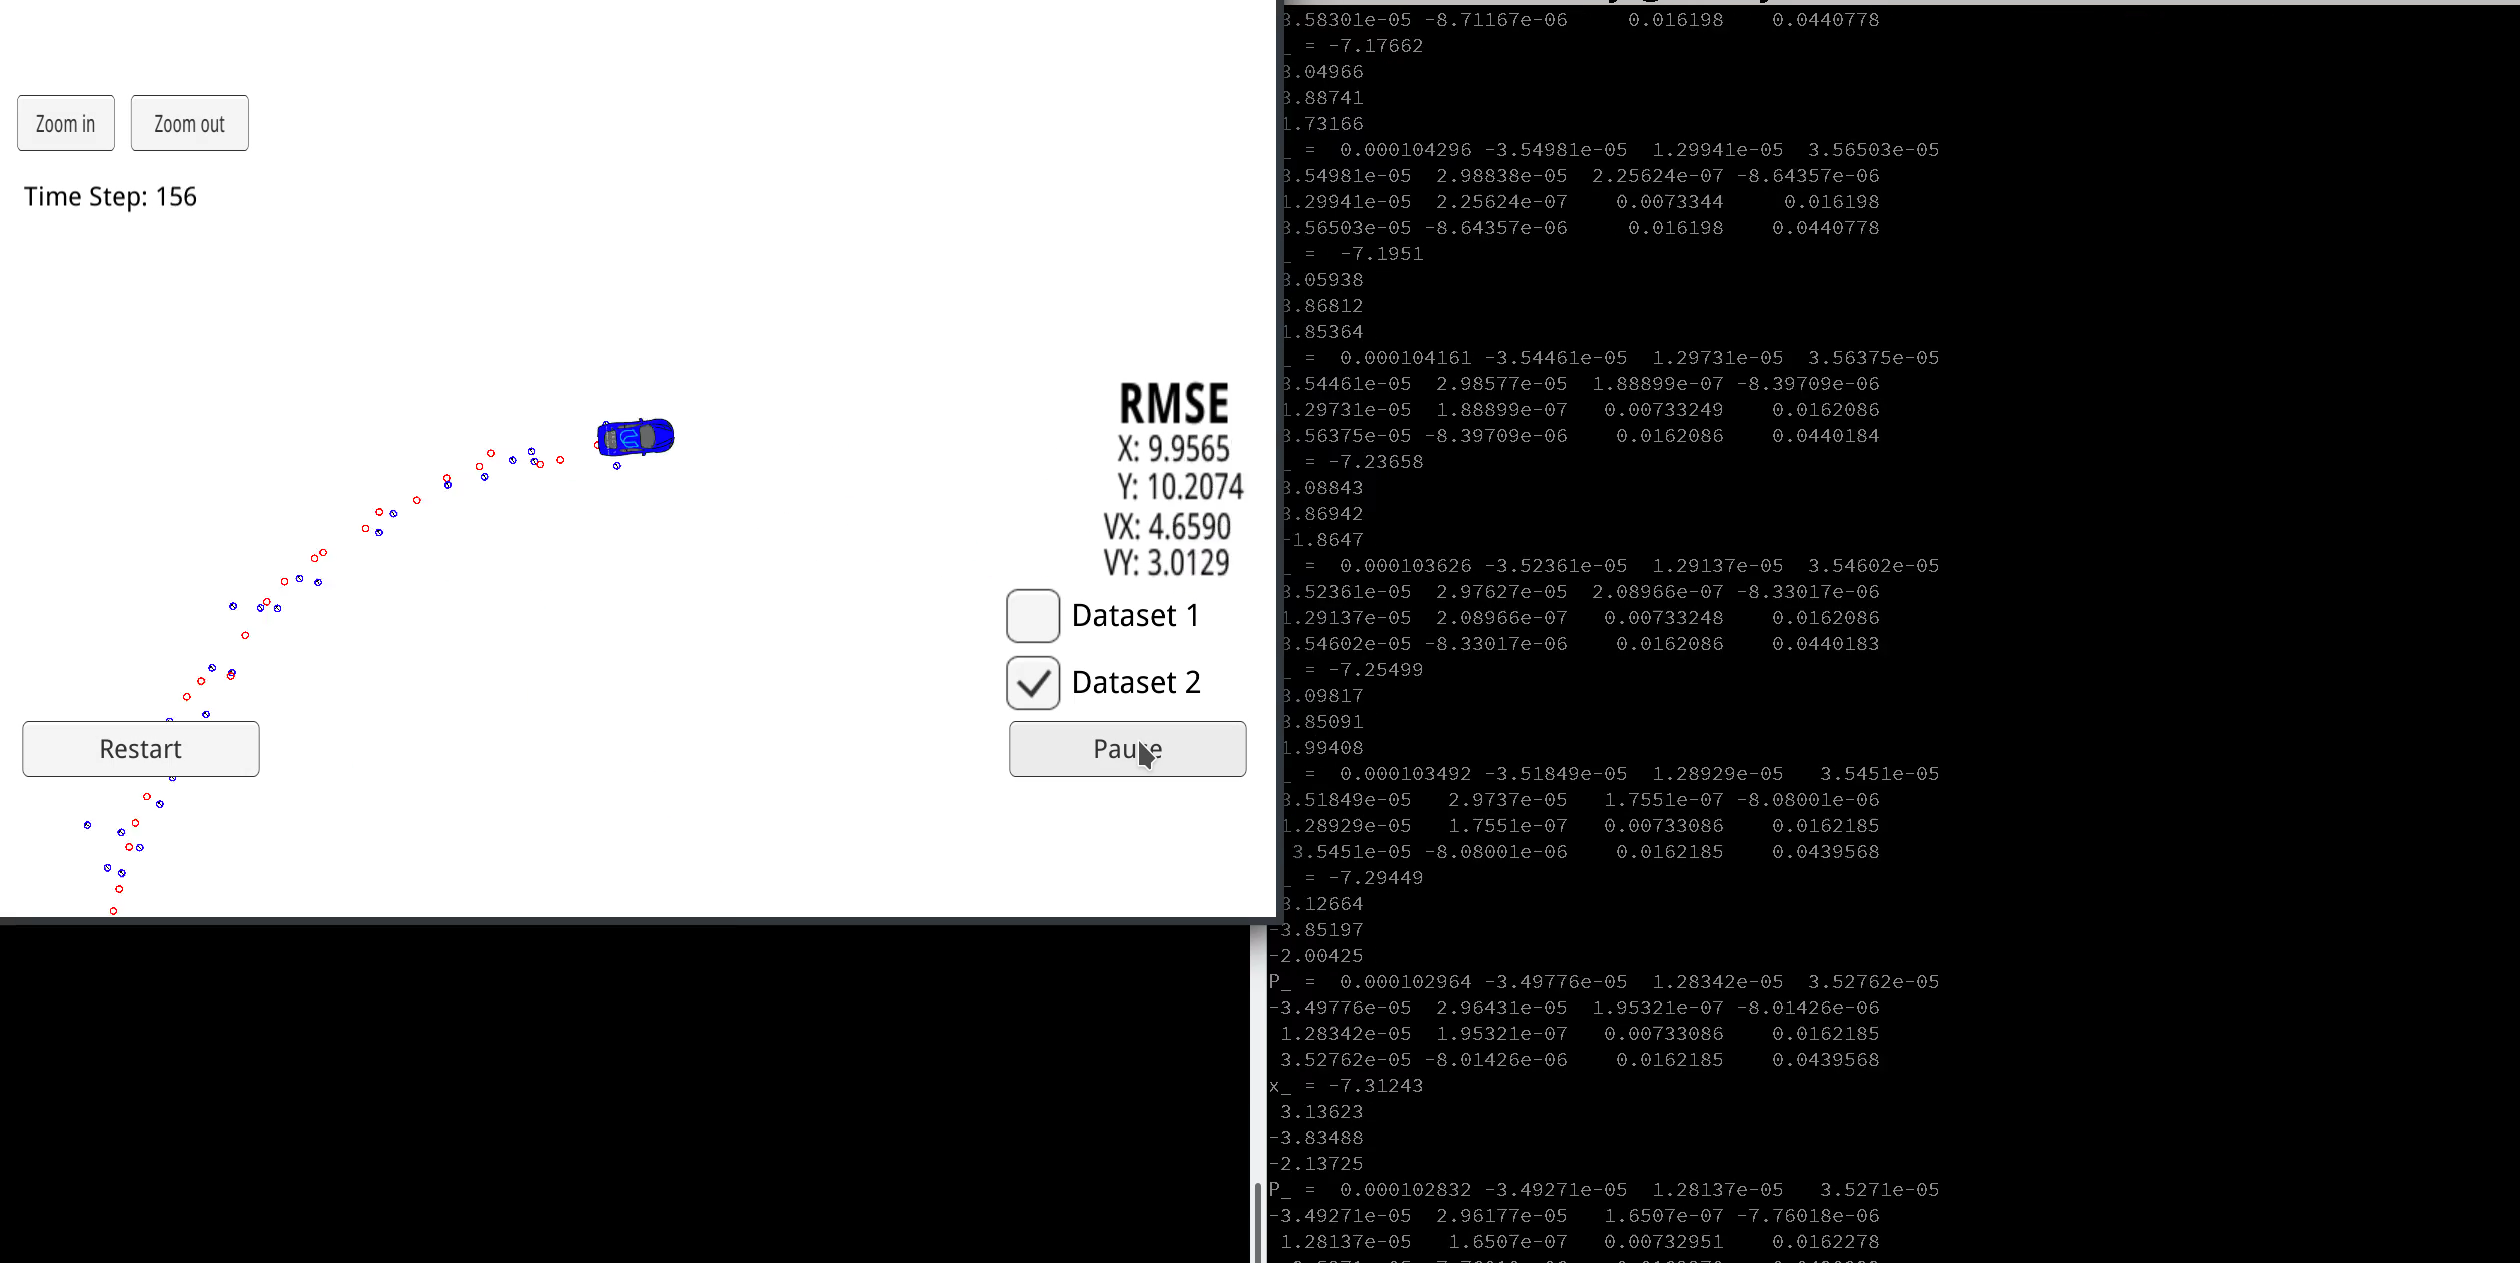 Zoom in
Zoom out
Time Step: 156
RMSE
X: 9.9565
Y: 10.2074
VX: 4.6590
VY: 3.0129
Dataset 1
Dataset 2
Restart
3.58301e-05 -8.71167e-06 0.016198 0.0440778
_ = -7.17662
3.04966
3.88741
1.73166
_ = 0.000104296 -3.54981e-05 1.29941e-05 3.56503e-05
3.54981e-05 2.98838e-05 2.25624e-07 -8.64357e-06
1.29941e-05 2.25624e-07 0.0073344 0.016198
3.56503e-05 -8.64357e-06 0.016198 0.0440778
_ = -7.1951
3.05938
3.86812
1.85364
_ = 0.000104161 -3.54461e-05 1.29731e-05 3.56375e-05
3.54461e-05 2.98577e-05 1.88899e-07 -8.39709e-06
1.29731e-05 1.88899e-07 0.00733249 0.0162086
3.56375e-05 -8.39709e-06 0.0162086 0.0440184
_ = -7.23658
3.08843
3.86942
-1.8647
_ = 0.000103626 -3.52361e-05 1.29137e-05 3.54602e-05
3.52361e-05 2.97627e-05 2.08966e-07 -8.33017e-06
1.29137e-05 2.08966e-07 0.00733248 0.0162086
3.54602e-05 -8.33017e-06 0.0162086 0.0440183
_ = -7.25499
3.09817
3.85091
1.99408
_ = 0.000103492 -3.51849e-05 1.28929e-05 3.5451e-05
3.51849e-05 2.9737e-05 1.7551e-07 -8.08001e-06
1.28929e-05 1.7551e-07 0.00733086 0.0162185
3.5451e-05 -8.08001e-06 0.0162185 0.0439568
_ = -7.29449
3.12664
-3.85197
-2.00425
P_ = 0.000102964 -3.49776e-05 1.28342e-05 3.52762e-05
-3.49776e-05 2.96431e-05 1.95321e-07 -8.01426e-06
1.28342e-05 1.95321e-07 0.00733086 0.0162185
3.52762e-05 -8.01426e-06 0.0162185 0.0439568
x_ = -7.31243
3.13623
-3.83488
-2.13725
P_ = 0.000102832 -3.49271e-05 1.28137e-05 3.5271e-05
-3.49271e-05 2.96177e-05 1.6507e-07 -7.76018e-06
1.28137e-05 1.6507e-07 0.00732951 0.0162278